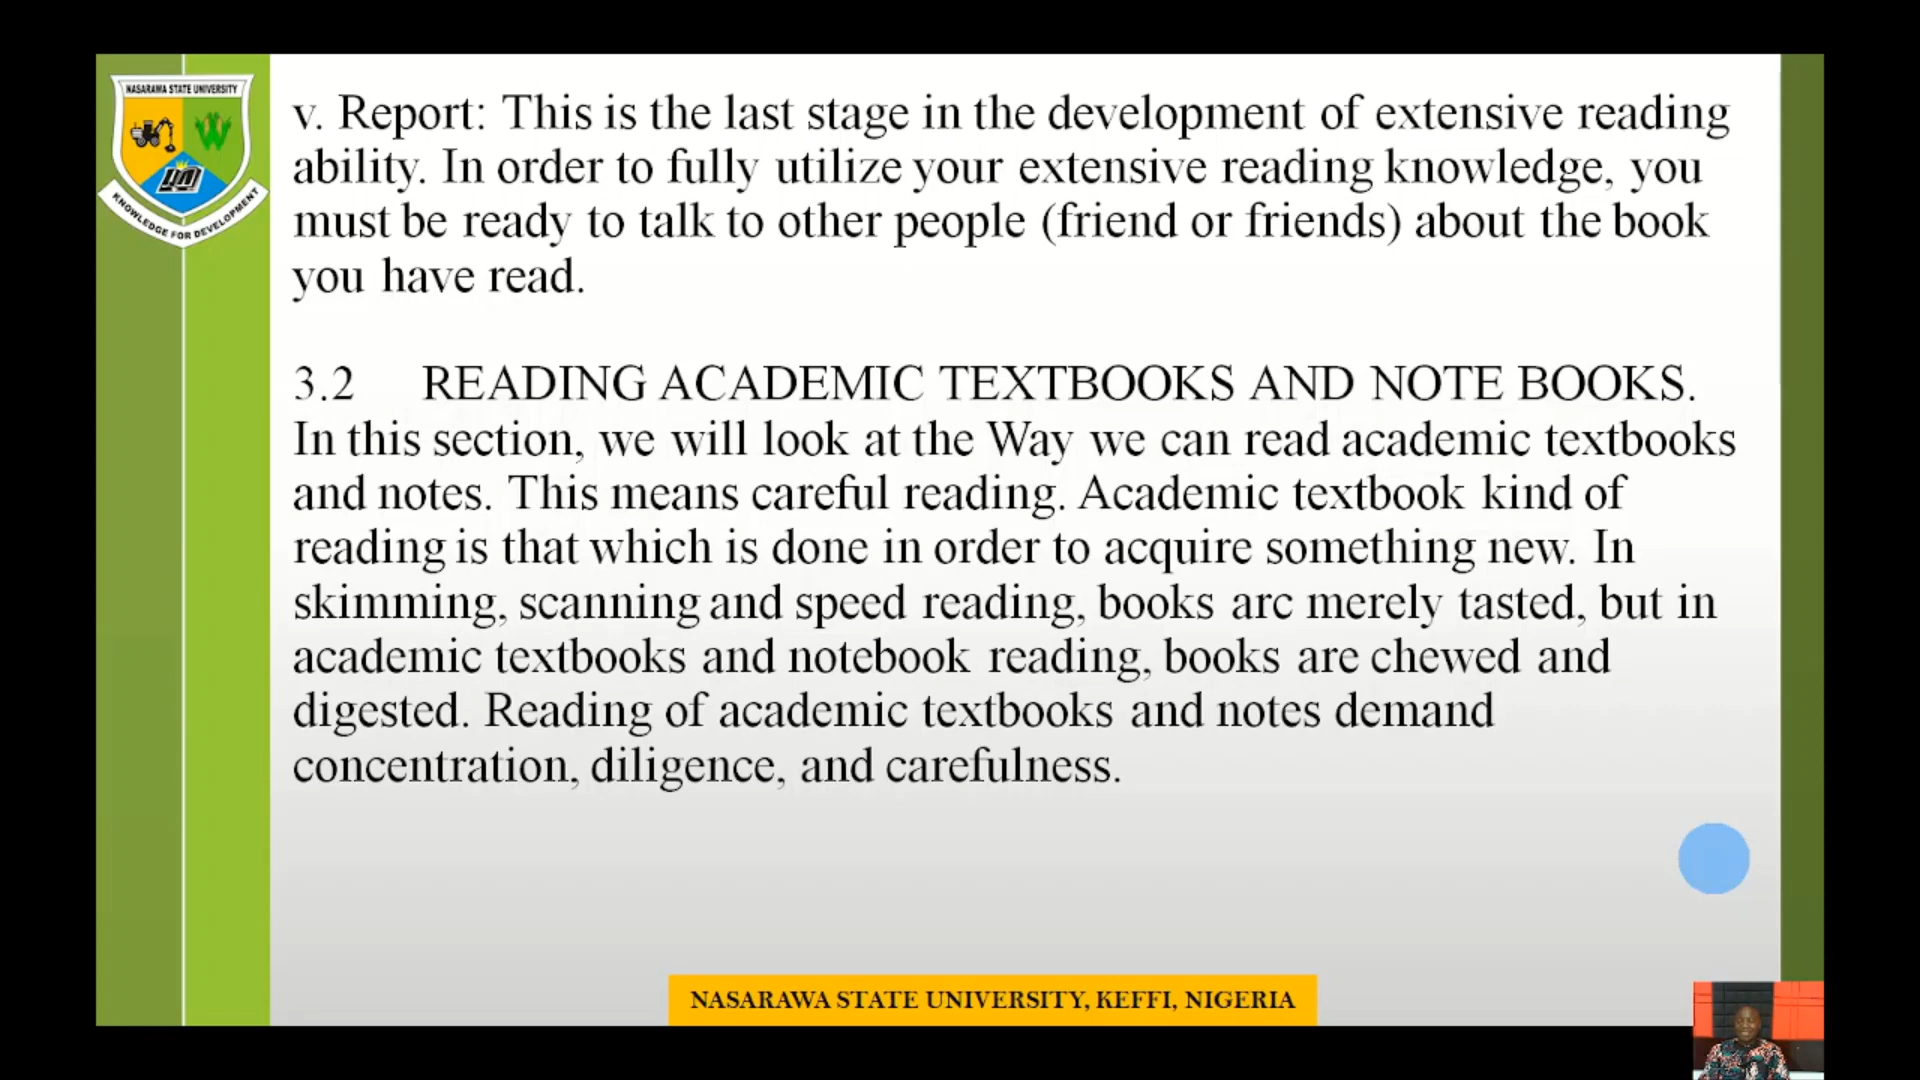 NASARAWA STATE UNIVERSITY
KNOWLEDGE FOR DEVELOPMENT
v. Report: This is the last stage in the development of extensive reading
ability. In order to fully utilize your extensive reading knowledge, you
must be ready to talk to other people (friend or friends) about the book
you have read.
3.2 READING ACADEMIC TEXTBOOKS AND NOTE BOOKS.
In this section, we will look at the Way we can read academic textbooks
and notes. This means careful reading. Academic textbook kind of
reading is that which is done in order to acquire something new. In
skimming, scanning and speed reading, books arc merely tasted, but in
academic textbooks and notebook reading, books are chewed and
digested. Reading of academic textbooks and notes demand
concentration, diligence, and carefulness.
NASARAWA STATE UNIVERSITY, KEFFI, NIGERIA